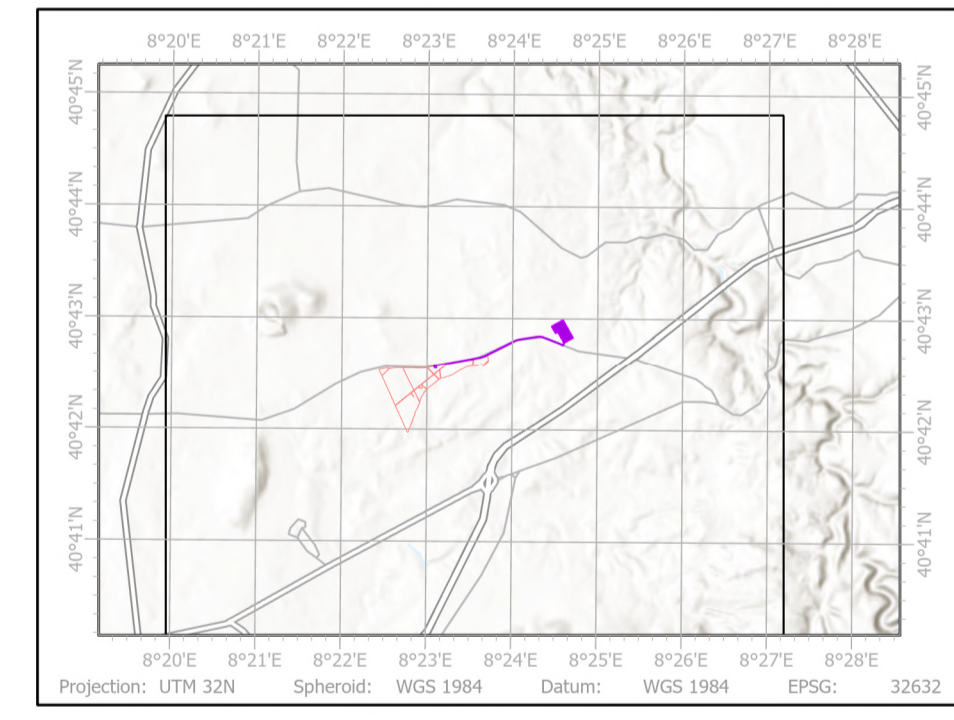 8°20'E 8°21'E 8°22'E 8°23'E 8°24'E 8°25'E 8°26'E 8°27'E 8°28'E
40°45'N 40°45'N
40°44'N 40°44'N
40°43'N 40°43'N
40°42'N 40°42'N
40°41'N 40°41'N
8°20'E 8°21'E 8°22'E 8°23'E 8°24'E 8°25'E 8°26'E 8°27'E 8°28'E
Projection: UTM 32N Spheroid: WGS 1984 Datum: WGS 1984 EPSG: 32632